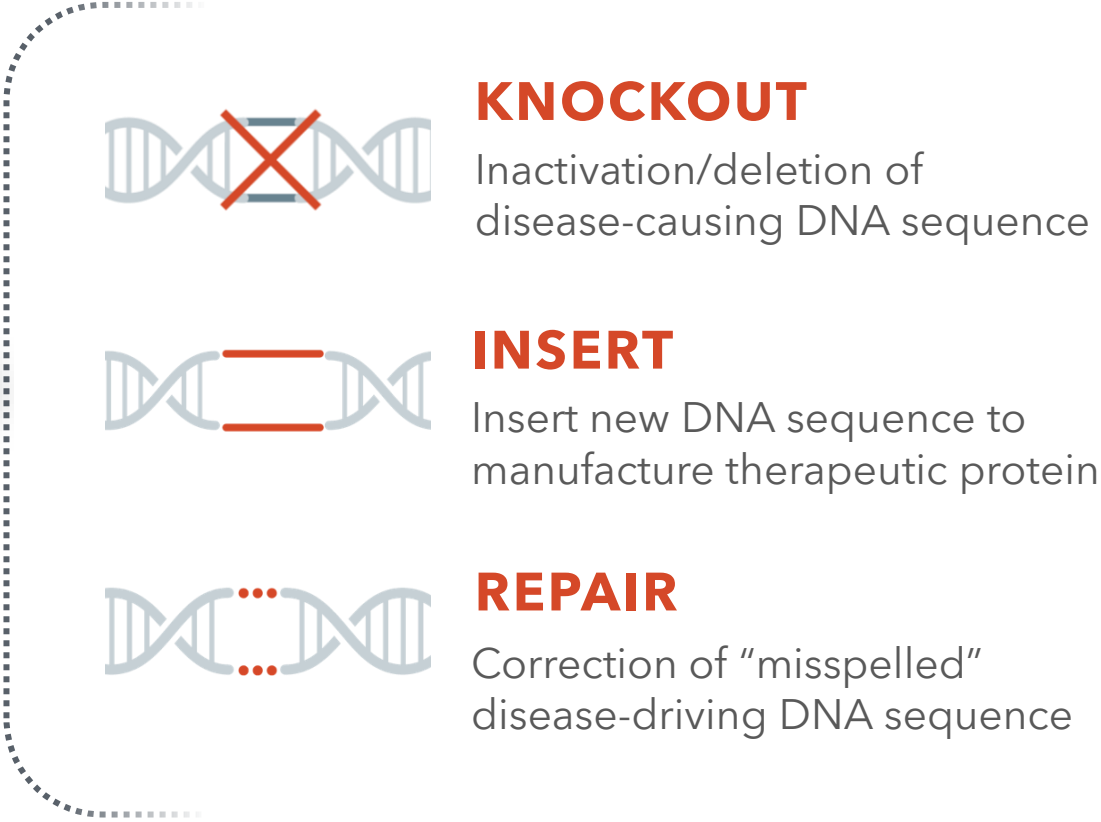 KNOCKOUT
Inactivation/deletion of
disease-causing DNA sequence
INSERT
Insert new DNA sequence to
manufacture therapeutic protein
REPAIR
Correction of “misspelled”
disease-driving DNA sequence